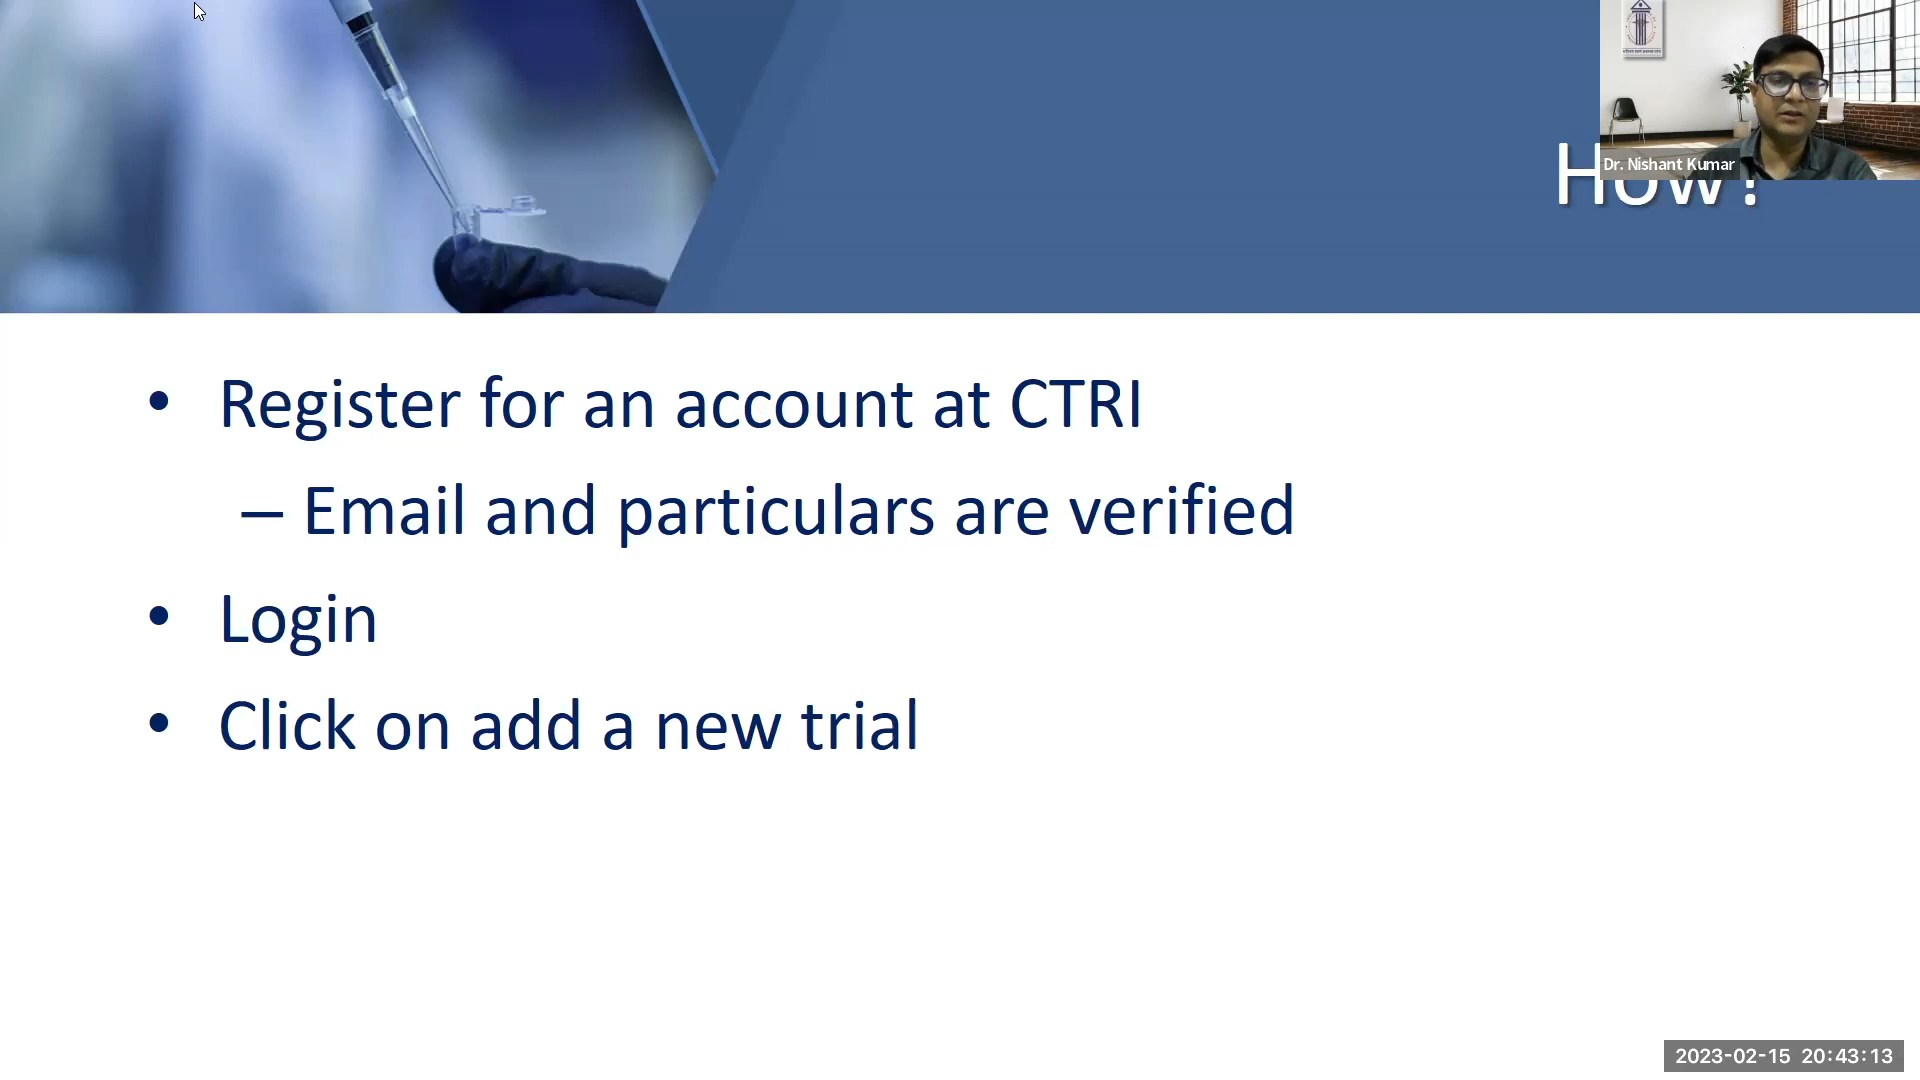 How?
Dr. Nishant Kumar
• Register for an account at CTRI
– Email and particulars are verified
• Login
• Click on add a new trial
2023-02-15 20:43:13